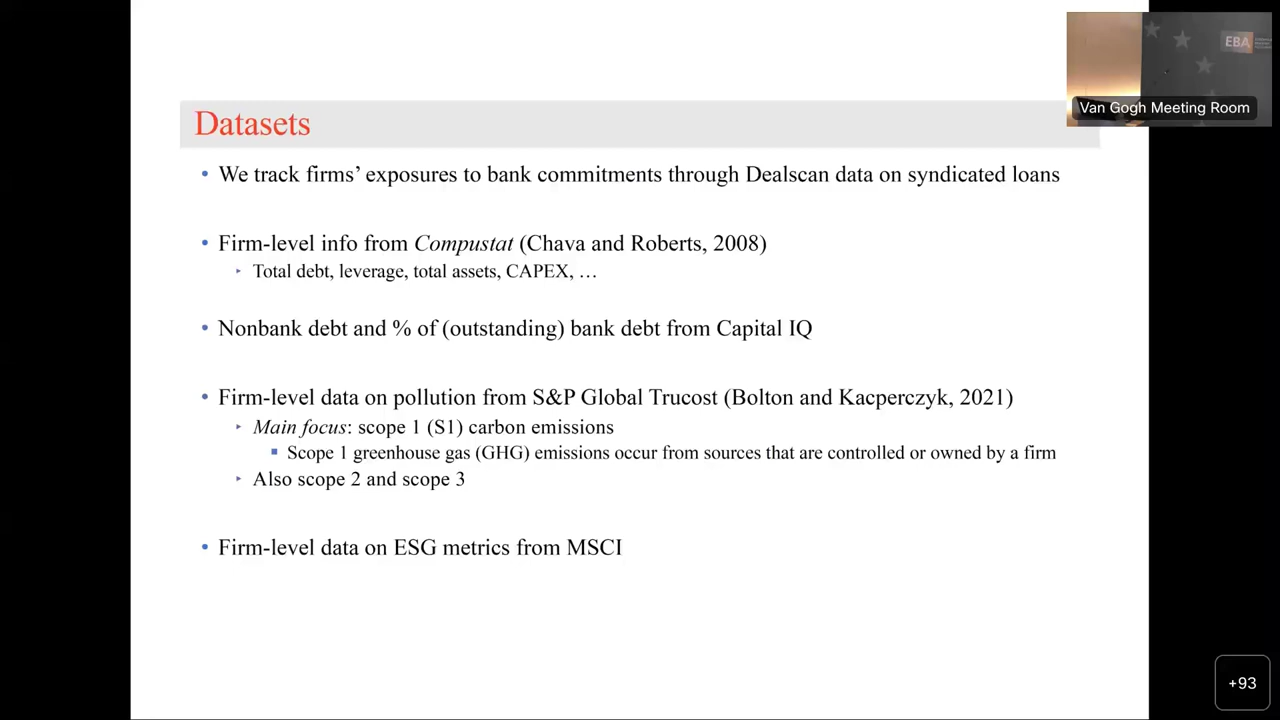 Datasets
• We track firms’ exposures to bank commitments through Dealscan data on syndicated loans
• Firm-level info from Compustat (Chava and Roberts, 2008)
‣ Total debt, leverage, total assets, CAPEX, …
• Nonbank debt and % of (outstanding) bank debt from Capital IQ
• Firm-level data on pollution from S&P Global Trucost (Bolton and Kacperczyk, 2021)
‣ Main focus: scope 1 (S1) carbon emissions
▪ Scope 1 greenhouse gas (GHG) emissions occur from sources that are controlled or owned by a firm
‣ Also scope 2 and scope 3
• Firm-level data on ESG metrics from MSCI
EBA
Van Gogh Meeting Room
+93